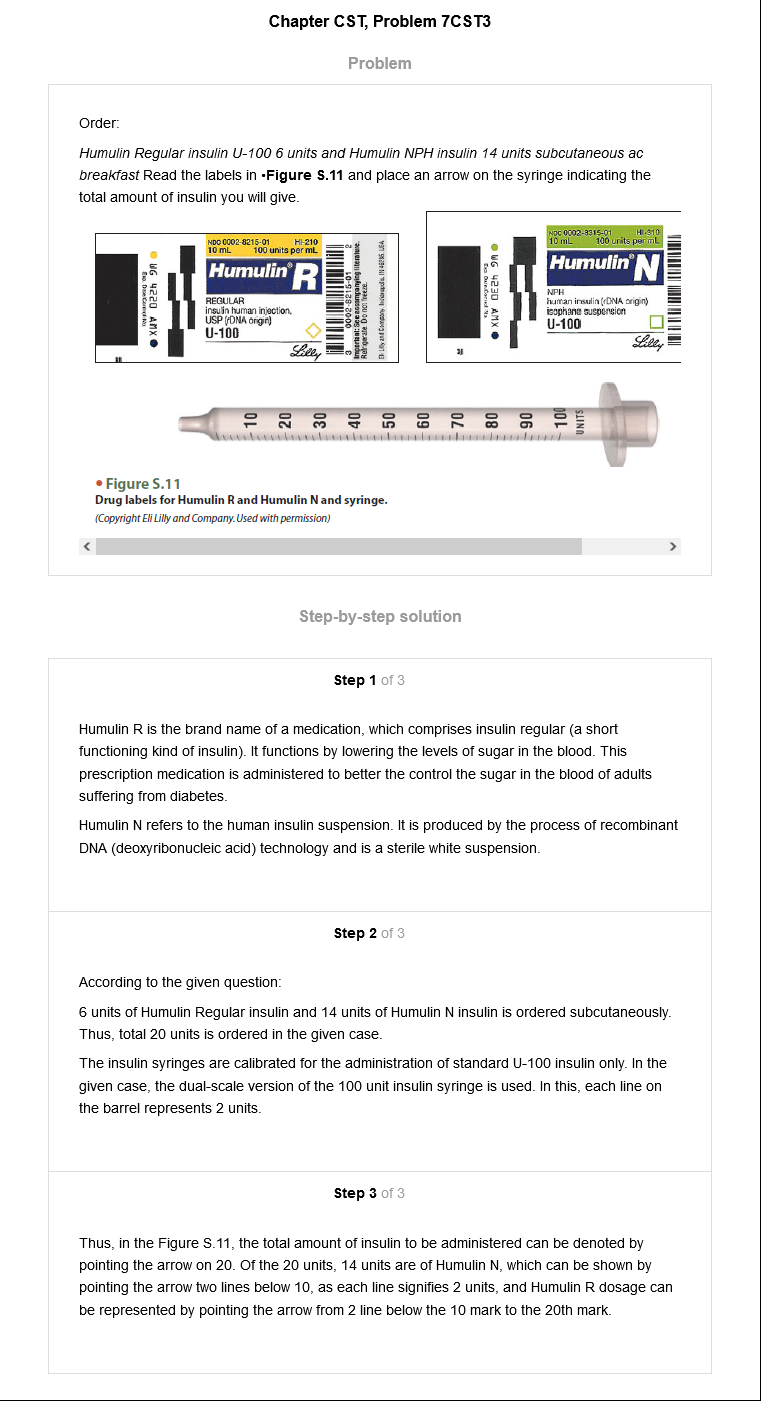 Chapter CST, Problem 7CST3
Problem
Order:
Humulin Regular insulin U-100 6 units and Humulin NPH insulin 14 units subcutaneous ac
breakfast Read the labels in •Figure S.11 and place an arrow on the syringe indicating the
total amount of insulin you will give.
NDC 0002-8215-01 HI-210
10 mL 100 units per mL
Humulin® R
REGULAR
insulin human injection,
USP (rDNA origin)
U-100
Lilly
WG 4220 AMX
Exp. Date/Control No.
3 0002-8215-01 2
Important: See accompanying literature.
Refrigerate. Do not freeze.
Eli Lilly and Company, Indianapolis, IN 46285, USA
NDC 0002-8315-01 HI-310
10 mL 100 units per mL
Humulin® N
NPH
human insulin (rDNA origin)
isophane suspension
U-100
Lilly
WG 4230 AMX
Exp. Date/Control No.
10 20 30 40 50 60 70 80 90 100
UNITS
• Figure S.11
Drug labels for Humulin R and Humulin N and syringe.
(Copyright Eli Lilly and Company. Used with permission)
Step-by-step solution
Step 1 of 3
Humulin R is the brand name of a medication, which comprises insulin regular (a short
functioning kind of insulin). It functions by lowering the levels of sugar in the blood. This
prescription medication is administered to better the control the sugar in the blood of adults
suffering from diabetes.
Humulin N refers to the human insulin suspension. It is produced by the process of recombinant
DNA (deoxyribonucleic acid) technology and is a sterile white suspension.
Step 2 of 3
According to the given question:
6 units of Humulin Regular insulin and 14 units of Humulin N insulin is ordered subcutaneously.
Thus, total 20 units is ordered in the given case.
The insulin syringes are calibrated for the administration of standard U-100 insulin only. In the
given case, the dual-scale version of the 100 unit insulin syringe is used. In this, each line on
the barrel represents 2 units.
Step 3 of 3
Thus, in the Figure S.11, the total amount of insulin to be administered can be denoted by
pointing the arrow on 20. Of the 20 units, 14 units are of Humulin N, which can be shown by
pointing the arrow two lines below 10, as each line signifies 2 units, and Humulin R dosage can
be represented by pointing the arrow from 2 line below the 10 mark to the 20th mark.